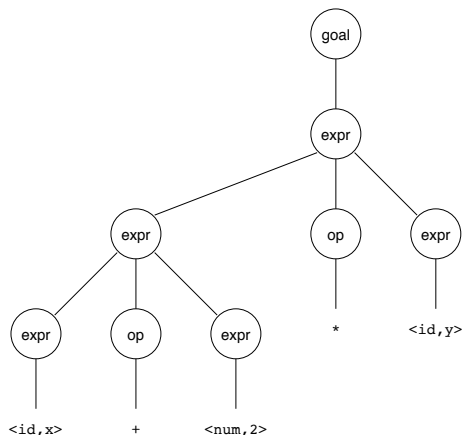 goal
expr
expr op expr
expr op expr * <id,y>
<id,x> + <num,2>